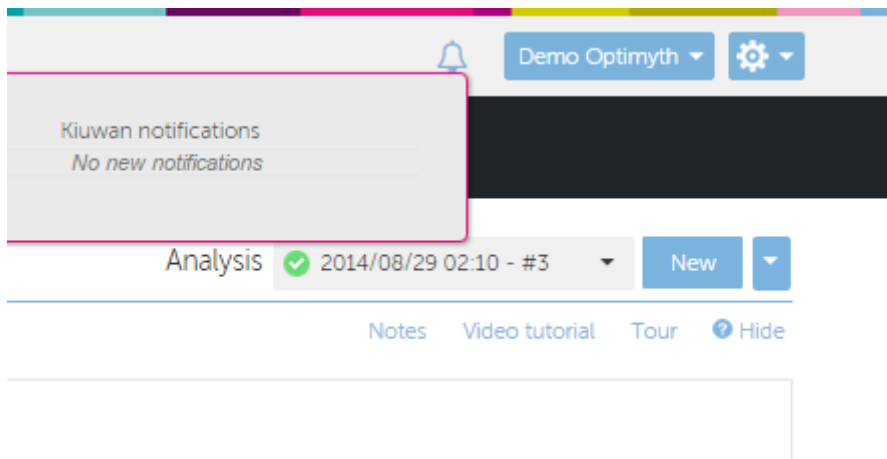 Demo Optimyth
Kiuwan notifications
No new notifications
Analysis 2014/08/29 02:10 - #3 New
Notes Video tutorial Tour ? Hide